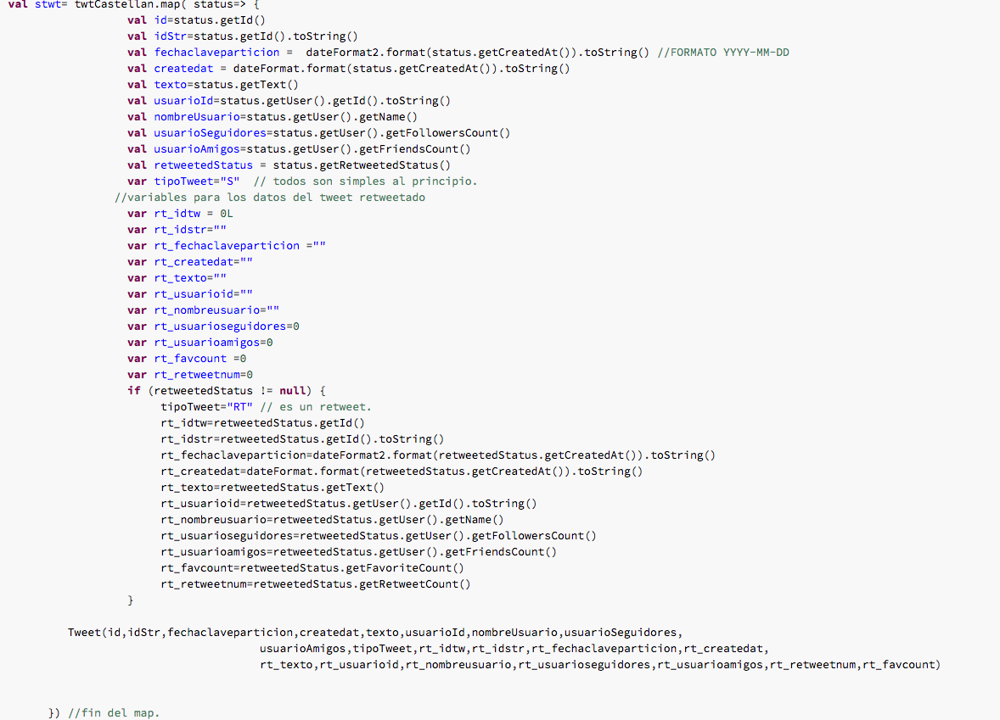 val stwt= twtCastellan.map( status=> {
val id=status.getId()
val idStr=status.getId().toString()
val fechaclaveparticion =  dateFormat2.format(status.getCreatedAt()).toString() //FORMATO YYYY-MM-DD
val createdat = dateFormat.format(status.getCreatedAt()).toString()
val texto=status.getText()
val usuarioId=status.getUser().getId().toString()
val nombreUsuario=status.getUser().getName()
val usuarioSeguidores=status.getUser().getFollowersCount()
val usuarioAmigos=status.getUser().getFriendsCount()
val retweetedStatus = status.getRetweetedStatus()
var tipoTweet="S"  // todos son simples al principio.
//variables para los datos del tweet retweetado
var rt_idtw = 0L
var rt_idstr=""
var rt_fechaclaveparticion =""
var rt_createdat=""
var rt_texto=""
var rt_usuarioid=""
var rt_nombreusuario=""
var rt_usuarioseguidores=0
var rt_usuarioamigos=0
var rt_favcount =0
var rt_retweetnum=0
if (retweetedStatus != null) {
tipoTweet="RT" // es un retweet.
rt_idtw=retweetedStatus.getId()
rt_idstr=retweetedStatus.getId().toString()
rt_fechaclaveparticion=dateFormat2.format(retweetedStatus.getCreatedAt()).toString()
rt_createdat=dateFormat.format(retweetedStatus.getCreatedAt()).toString()
rt_texto=retweetedStatus.getText()
rt_usuarioid=retweetedStatus.getUser().getId().toString()
rt_nombreusuario=retweetedStatus.getUser().getName()
rt_usuarioseguidores=retweetedStatus.getUser().getFollowersCount()
rt_usuarioamigos=retweetedStatus.getUser().getFriendsCount()
rt_favcount=retweetedStatus.getFavoriteCount()
rt_retweetnum=retweetedStatus.getRetweetCount()
}
Tweet(id,idStr,fechaclaveparticion,createdat,texto,usuarioId,nombreUsuario,usuarioSeguidores,
usuarioAmigos,tipoTweet,rt_idtw,rt_idstr,rt_fechaclaveparticion,rt_createdat,
rt_texto,rt_usuarioid,rt_nombreusuario,rt_usuarioseguidores,rt_usuarioamigos,rt_retweetnum,rt_favcount)
}) //fin del map.